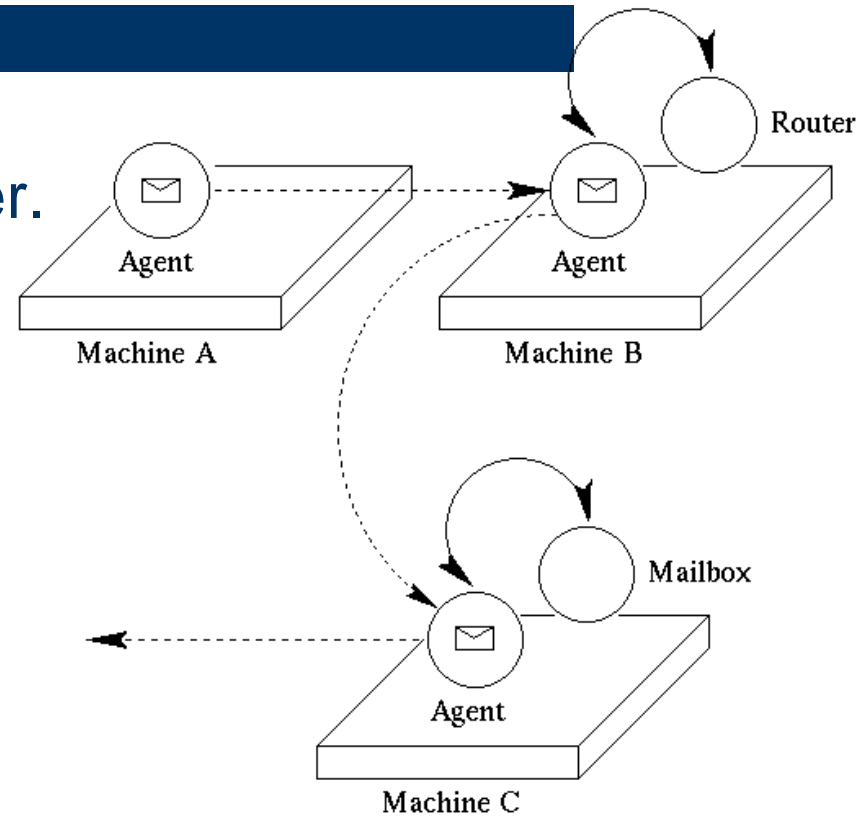 Router
er.
Agent
Agent
Machine A
Machine B
Mailbox
Agent
Machine C